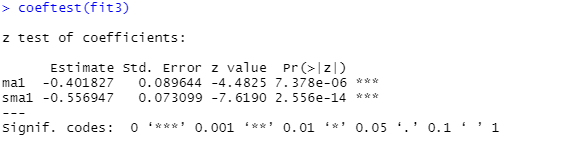 > coeftest(fit3)
z test of coefficients:
Estimate Std. Error z value Pr(>|z|)
ma1 -0.401827 0.089644 -4.4825 7.378e-06 ***
sma1 -0.556947 0.073099 -7.6190 2.556e-14 ***
---
Signif. codes: 0 ‘***’ 0.001 ‘**’ 0.01 ‘*’ 0.05 ‘.’ 0.1 ‘ ’ 1